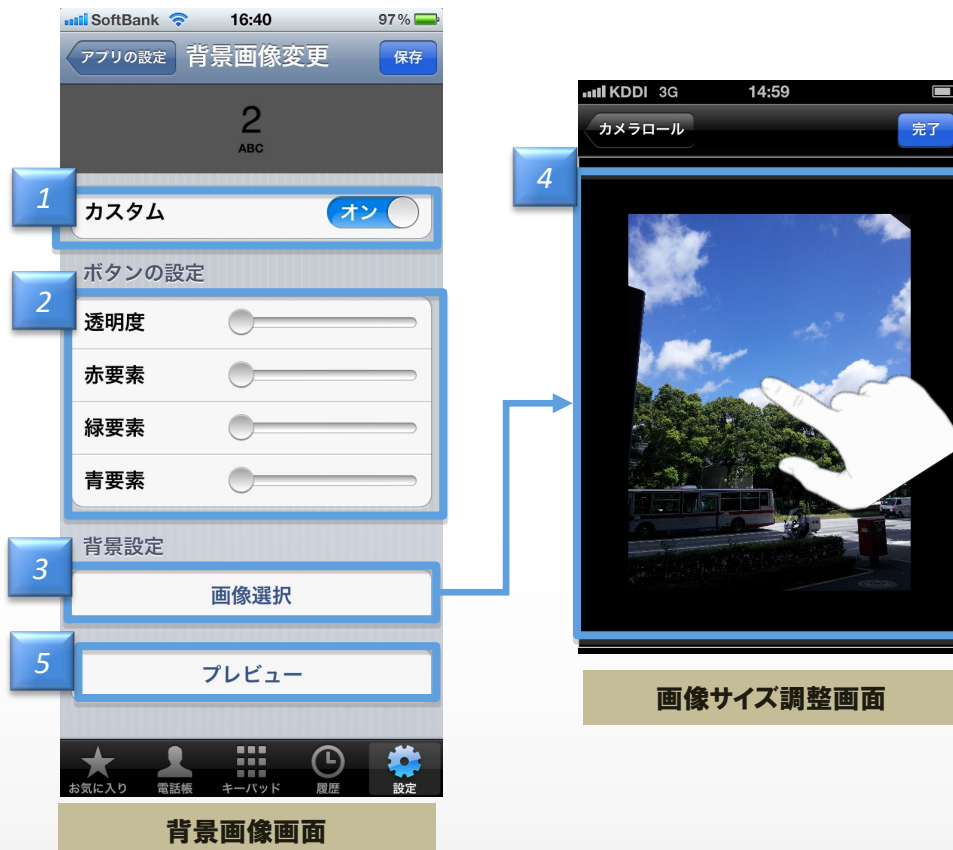 SoftBank 16:40 97%
アプリの設定 背景画像変更 保存
2
ABC
1
カスタム オン
ボタンの設定
2
透明度
赤要素
緑要素
青要素
背景設定
3
画像選択
5
プレビュー
お気に入り 電話帳 キーパッド 履歴 設定
背景画像画面
KDDI 3G 14:59
カメラロール 完了
4
画像サイズ調整画面